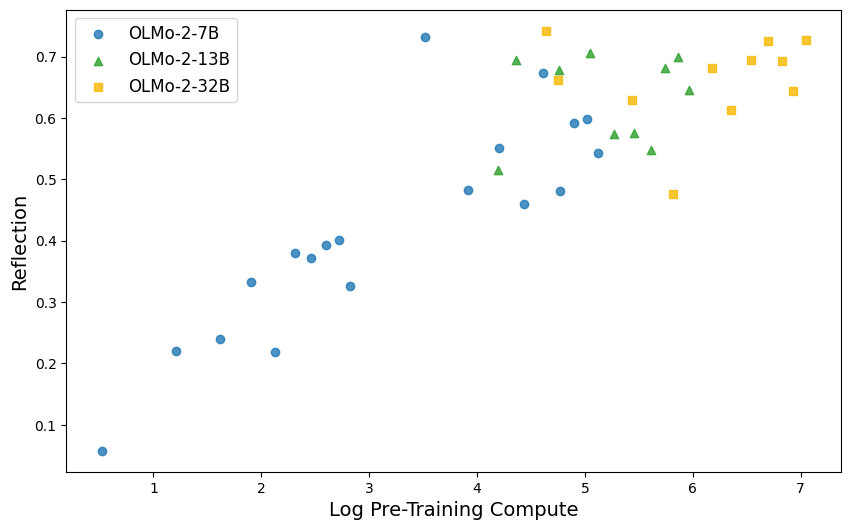 OLMo-2-7B
OLMo-2-13B
OLMo-2-32B
0.7
0.6
0.5
0.4
0.3
0.2
0.1
Reflection
1 2 3 4 5 6 7
Log Pre-Training Compute